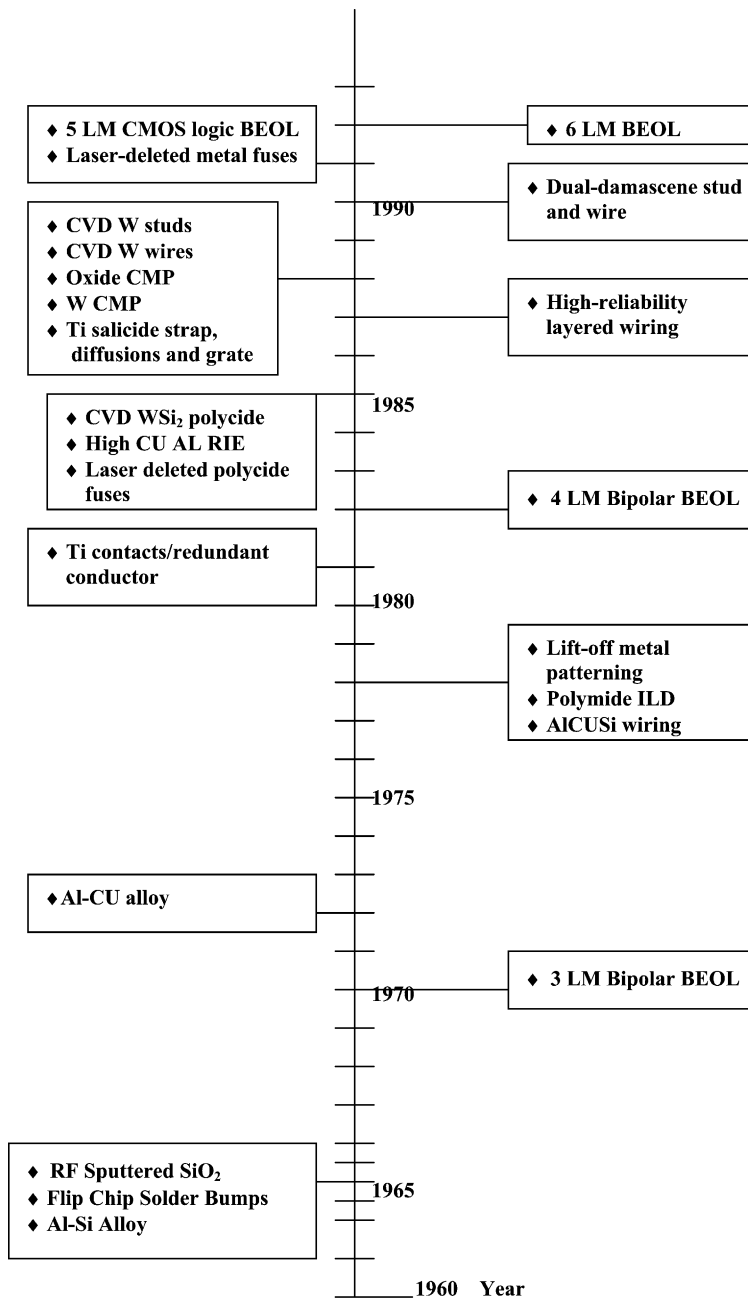 ♦ 5 LM CMOS logic BEOL
♦ Laser-deleted metal fuses
♦ 6 LM BEOL
♦ Dual-damascene stud
and wire
1990
♦ CVD W studs
♦ CVD W wires
♦ Oxide CMP
♦ W CMP
♦ Ti salicide strap,
diffusions and grate
♦ High-reliability
layered wiring
1985
♦ CVD WSi₂ polycide
♦ High CU AL RIE
♦ Laser deleted polycide
fuses
♦ 4 LM Bipolar BEOL
♦ Ti contacts/redundant
conductor
1980
♦ Lift-off metal
patterning
♦ Polymide ILD
♦ AlCUSi wiring
1975
♦ Al-CU alloy
♦ 3 LM Bipolar BEOL
1970
♦ RF Sputtered SiO₂
♦ Flip Chip Solder Bumps
♦ Al-Si Alloy
1965
1960 Year